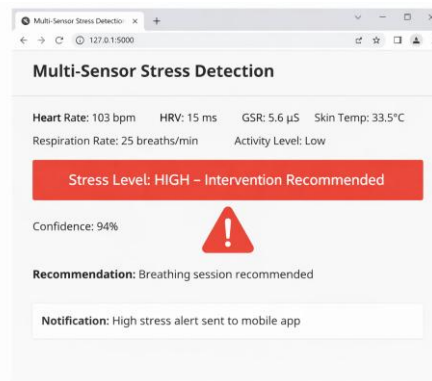 Multi-Sensor Stress Detectio
127.0.1:5000
Multi-Sensor Stress Detection
Heart Rate: 103 bpm HRV: 15 ms GSR: 5.6 µS Skin Temp: 33.5°C
Respiration Rate: 25 breaths/min Activity Level: Low
Stress Level: HIGH – Intervention Recommended
Confidence: 94%
Recommendation: Breathing session recommended
Notification: High stress alert sent to mobile app